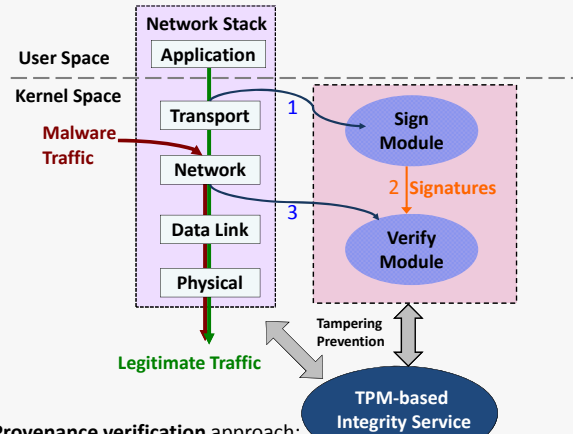 Network Stack
Application
User Space
Kernel Space
Transport
1
Sign
Module
Malware
Traffic
Network
2 Signatures
3
Data Link
Verify
Module
Physical
Tampering
Prevention
Legitimate Traffic
TPM-based
Integrity Service
Provenance verification approach: